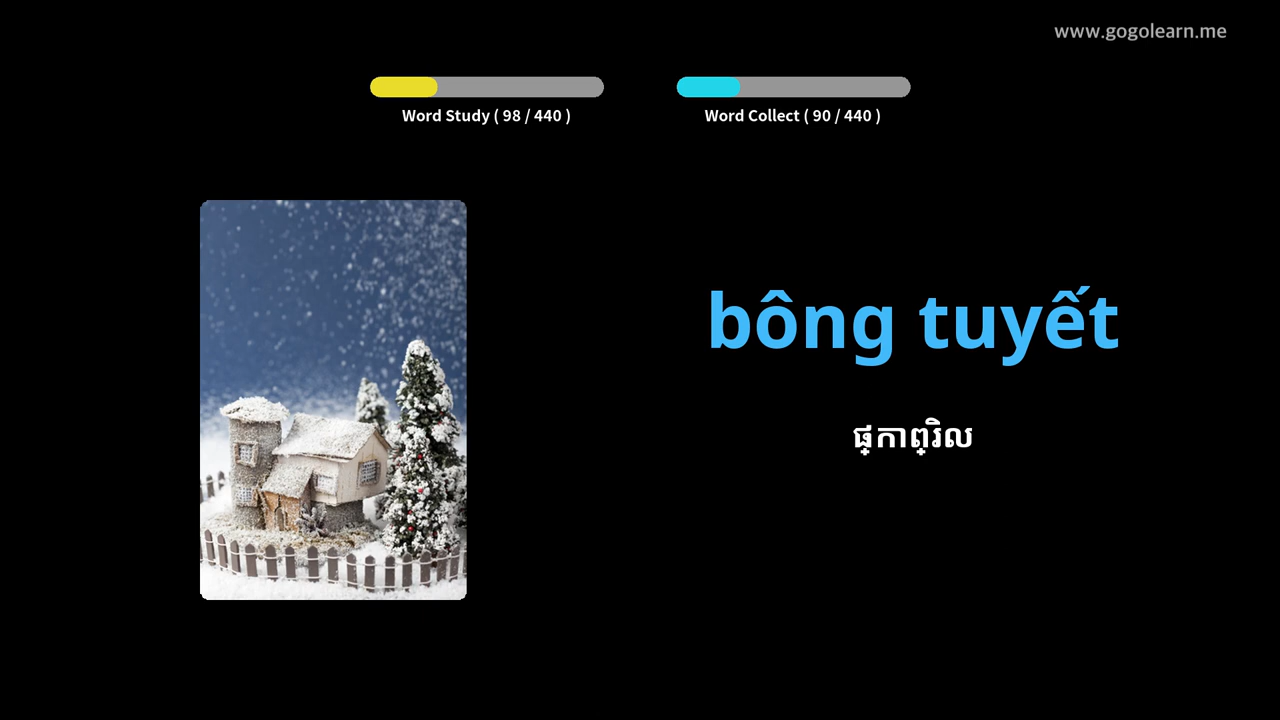 www.gogolearn.me
Word Study ( 98 / 440 )
Word Collect ( 90 / 440 )
bông tuyết
ផ្កាព្រិល